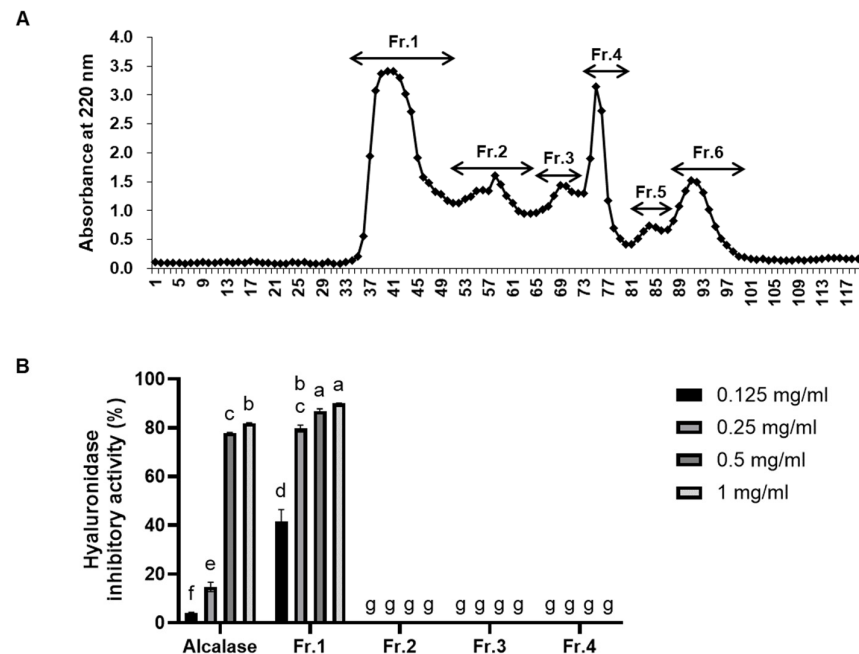 A
Absorbance at 220 nm
4.0
3.5
3.0
2.5
2.0
1.5
1.0
0.5
0.0
Fr.1
Fr.2
Fr.3
Fr.4
Fr.5
Fr.6
1 5 9 13 17 21 25 29 33 37 41 45 49 53 57 61 65 69 73 77 81 85 89 93 97 101 105 109 113 117
B
Hyaluronidase
inhibitory activity (%)
100
80
60
40
20
0
f e c b
d b c a a
g g g g
g g g g
g g g g
Alcalase Fr.1 Fr.2 Fr.3 Fr.4
0.125 mg/ml
0.25 mg/ml
0.5 mg/ml
1 mg/ml